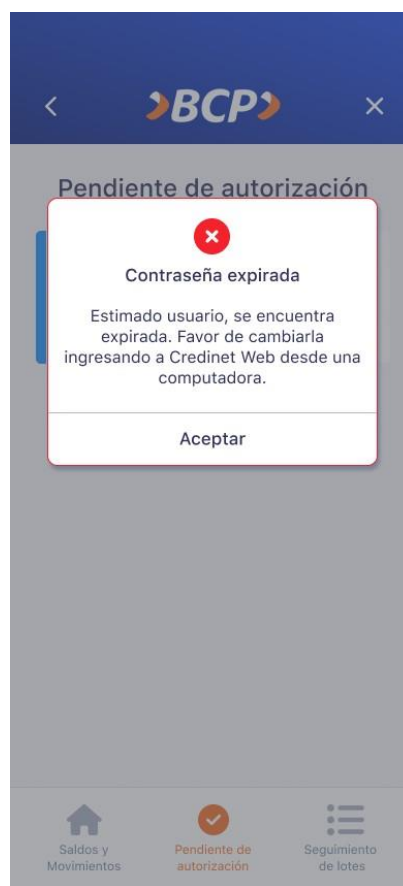 BCP
Pendiente de autorización
Contraseña expirada
Estimado usuario, se encuentra
expirada. Favor de cambiarla
ingresando a Credinet Web desde una
computadora.
Aceptar
Saldos y
Movimientos
Pendiente de
autorización
Seguimiento
de lotes